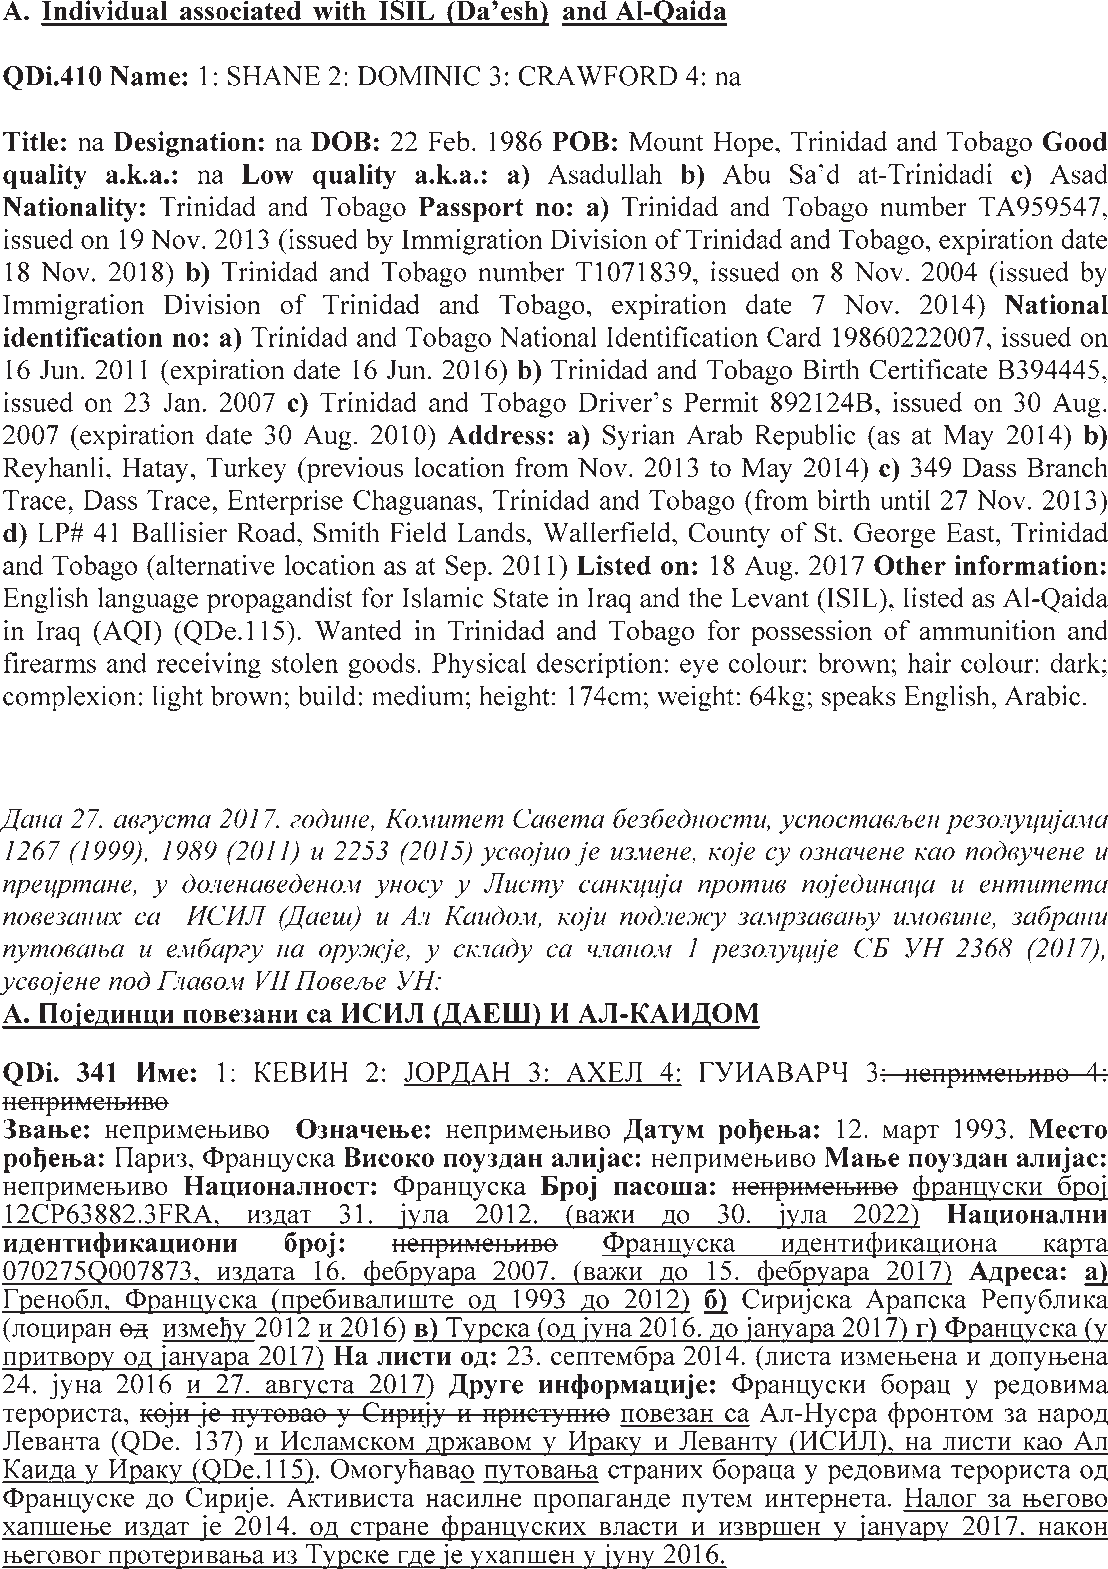 A. Individual associated with ISIL (Da’esh) and Al-Qaida
QDi.410 Name: 1: SHANE 2: DOMINIC 3: CRAWFORD 4: na
Title: na Designation: na DOB: 22 Feb. 1986 POB: Mount Hope, Trinidad and Tobago Good
quality a.k.a.: na Low quality a.k.a.: a) Asadullah b) Abu Sa’d at-Trinidadi c) Asad
Nationality: Trinidad and Tobago Passport no: a) Trinidad and Tobago number TA959547,
issued on 19 Nov. 2013 (issued by Immigration Division of Trinidad and Tobago, expiration date
18 Nov. 2018) b) Trinidad and Tobago number T1071839, issued on 8 Nov. 2004 (issued by
Immigration Division of Trinidad and Tobago, expiration date 7 Nov. 2014) National
identification no: a) Trinidad and Tobago National Identification Card 19860222007, issued on
16 Jun. 2011 (expiration date 16 Jun. 2016) b) Trinidad and Tobago Birth Certificate B394445,
issued on 23 Jan. 2007 c) Trinidad and Tobago Driver’s Permit 892124B, issued on 30 Aug.
2007 (expiration date 30 Aug. 2010) Address: a) Syrian Arab Republic (as at May 2014) b)
Reyhanli, Hatay, Turkey (previous location from Nov. 2013 to May 2014) c) 349 Dass Branch
Trace, Dass Trace, Enterprise Chaguanas, Trinidad and Tobago (from birth until 27 Nov. 2013)
d) LP# 41 Ballisier Road, Smith Field Lands, Wallerfield, County of St. George East, Trinidad
and Tobago (alternative location as at Sep. 2011) Listed on: 18 Aug. 2017 Other information:
English language propagandist for Islamic State in Iraq and the Levant (ISIL), listed as Al-Qaida
in Iraq (AQI) (QDe.115). Wanted in Trinidad and Tobago for possession of ammunition and
firearms and receiving stolen goods. Physical description: eye colour: brown; hair colour: dark;
complexion: light brown; build: medium; height: 174cm; weight: 64kg; speaks English, Arabic.
Дана 27. августа 2017. године, Комитет Савета безбедности, успостављен резолуцијама
1267 (1999), 1989 (2011) и 2253 (2015) усвојио је измене, које су означене као подвучене и
прецртане, у доленаведеном уносу у Листу санкција против појединаца и ентитета
повезаних са ИСИЛ (Даеш) и Ал Каидом, који подлежу замрзавању имовине, забрани
путовања и ембаргу на оружје, у складу са чланом 1 резолуције СБ УН 2368 (2017),
усвојене под Главом VII Повеље УН:
А. Појединци повезани са ИСИЛ (ДАЕШ) И АЛ-КАИДОМ
QDi. 341 Име: 1: КЕВИН 2: ЈОРДАН 3: АХЕЛ 4: ГУИАВАРЧ 3: непримењиво 4:
непримењиво
Звање: непримењиво Означење: непримењиво Датум рођења: 12. март 1993. Место
рођења: Париз, Француска Високо поуздан алијас: непримењиво Мање поуздан алијас:
непримењиво Националност: Француска Број пасоша: непримењиво француски број
12CP63882.3FRA, издат 31. јула 2012. (важи до 30. јула 2022) Национални
идентификациони број: непримењиво Француска идентификациона карта
070275Q007873, издата 16. фебруара 2007. (важи до 15. фебруара 2017) Адреса: а)
Гренобл, Француска (пребивалиште од 1993 до 2012) б) Сиријска Арапска Република
(лоциран од између 2012 и 2016) в) Турска (од јуна 2016. до јануара 2017) г) Француска (у
притвору од јануара 2017) На листи од: 23. септембра 2014. (листа измењена и допуњена
24. јуна 2016 и 27. августа 2017) Друге информације: Француски борац у редовима
терориста, који је путовао у Сирију и приступио повезан са Ал-Нусра фронтом за народ
Леванта (QDe. 137) и Исламском државом у Ираку и Леванту (ИСИЛ), на листи као Ал
Каида у Ираку (QDe.115). Омогућавао путовања страних бораца у редовима терориста од
Француске до Сирије. Активиста насилне пропаганде путем интернета. Налог за његово
хапшење издат је 2014. од стране француских власти и извршен у јануару 2017. након
његовог протеривања из Турске где је ухапшен у јуну 2016.